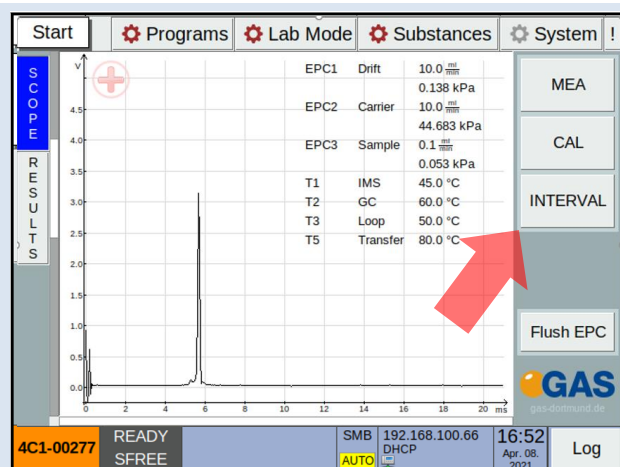 Start
Programs
Lab Mode
Substances
System
!
SCOPE
RESULTS
V
EPC1 Drift 10.0 ml/min
0.138 kPa
EPC2 Carrier 10.0 ml/min
44.683 kPa
EPC3 Sample 0.1 ml/min
0.053 kPa
T1 IMS 45.0 °C
T2 GC 60.0 °C
T3 Loop 50.0 °C
T5 Transfer 80.0 °C
4.5
4.0
3.5
3.0
2.5
2.0
1.5
1.0
0.5
0.0
0 2 4 6 8 10 12 14 16 18 20 ms
MEA
CAL
INTERVAL
Flush EPC
GAS
gas-dortmund.de
4C1-00277
READY
SFREE
SMB
AUTO
192.168.100.66
DHCP
16:52
Apr. 08.
2021
Log